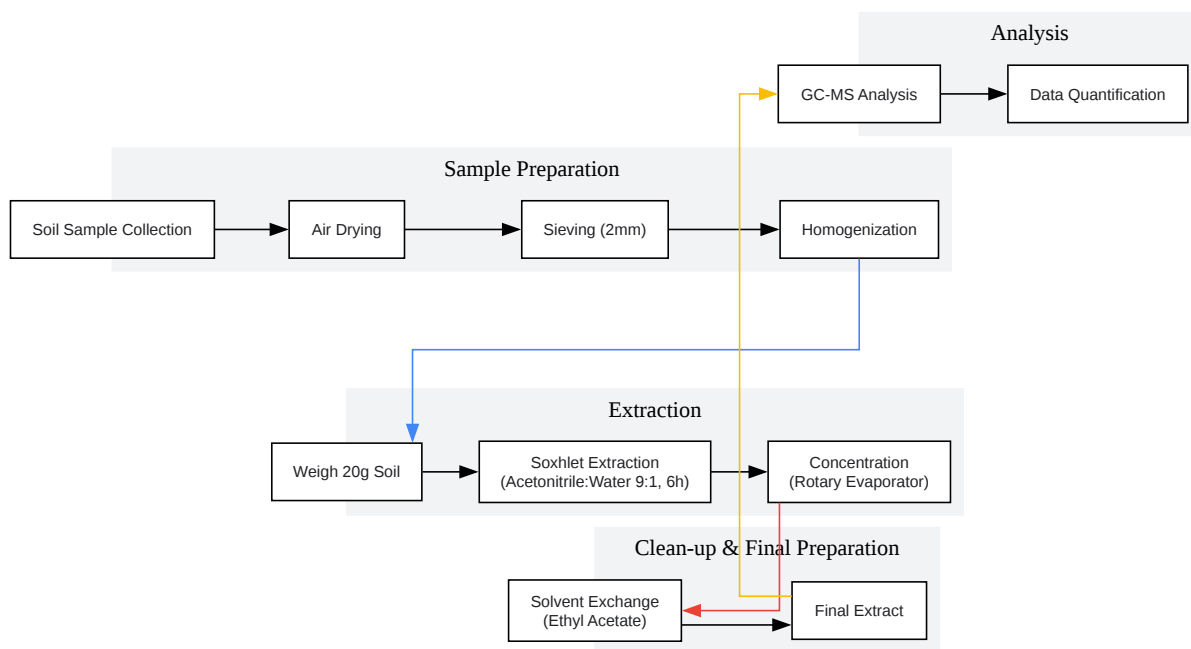 Analysis
GC-MS Analysis
Data Quantification
Sample Preparation
Soil Sample Collection
Air Drying
Sieving (2mm)
Homogenization
Extraction
Weigh 20g Soil
Soxhlet Extraction
(Acetonitrile:Water 9:1, 6h)
Concentration
(Rotary Evaporator)
Clean-up & Final Preparation
Solvent Exchange
(Ethyl Acetate)
Final Extract